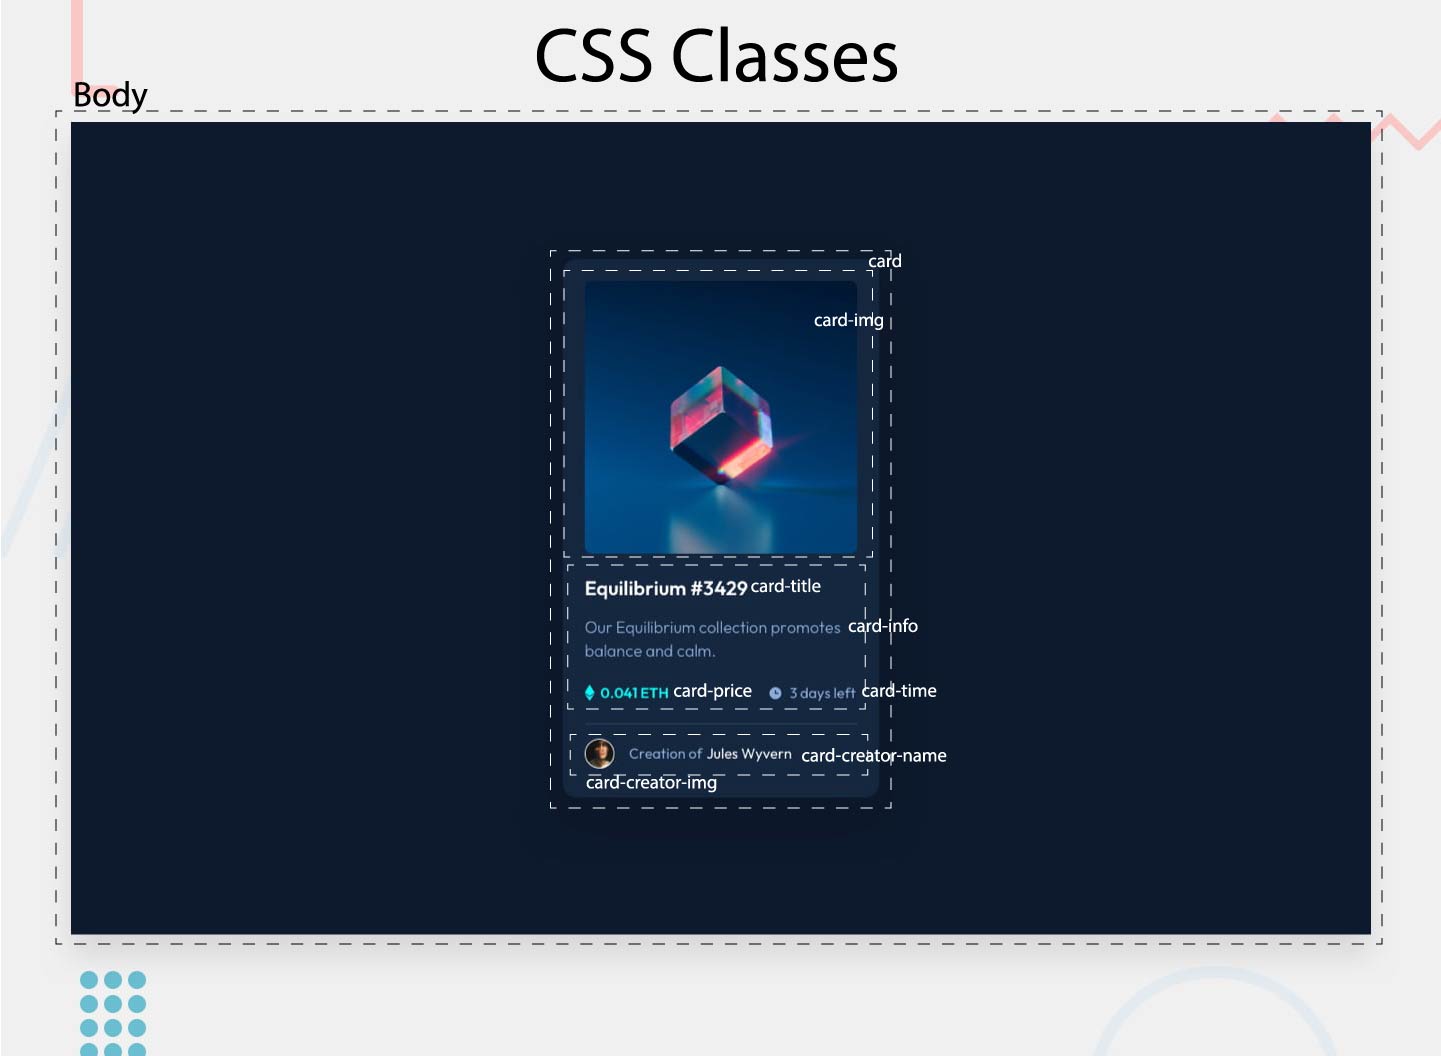 CSS Classes
Body
card
card-img
Equilibrium #3429 card-title
Our Equilibrium collection promotes card-info
balance and calm.
0.041 ETH card-price 3 days left card-time
Creation of Jules Wyvern card-creator-name
card-creator-img